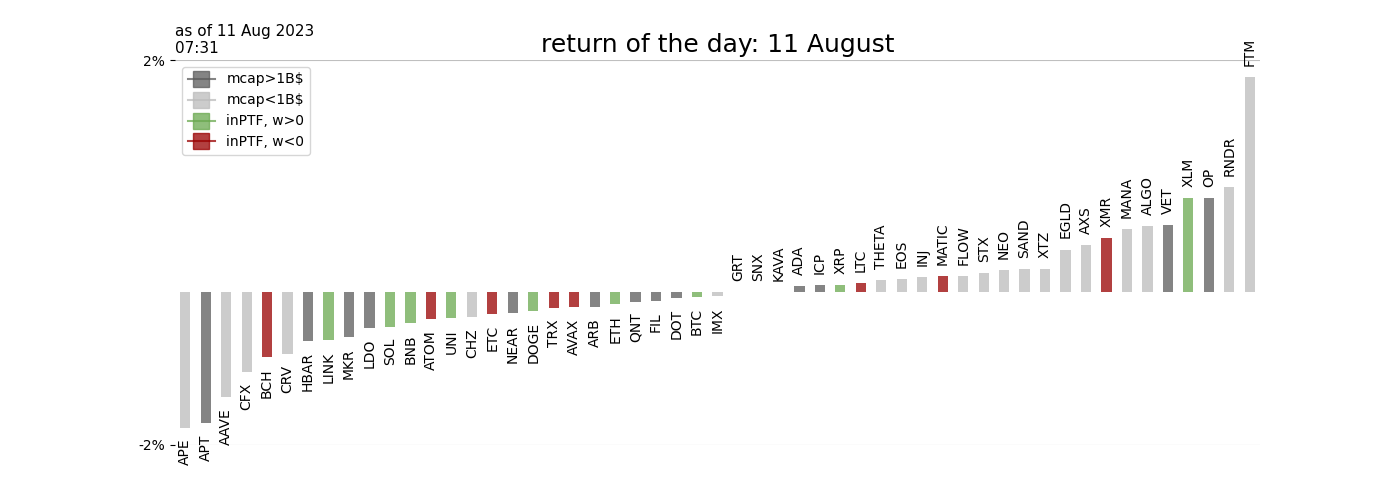 as of 11 Aug 2023
07:31
return of the day: 11 August
2%
mcap>1B$
mcap<1B$
inPTF, w>0
inPTF, w<0
-2%
APE
APT
AAVE
CFX
BCH
CRV
HBAR
LINK
MKR
LDO
SOL
BNB
ATOM
UNI
CHZ
ETC
NEAR
DOGE
TRX
AVAX
ARB
ETH
QNT
FIL
DOT
BTC
IMX
GRT
SNX
KAVA
ADA
ICP
XRP
LTC
THETA
EOS
INJ
MATIC
FLOW
STX
NEO
SAND
XTZ
EGLD
AXS
XMR
MANA
ALGO
VET
XLM
OP
RNDR
FTM